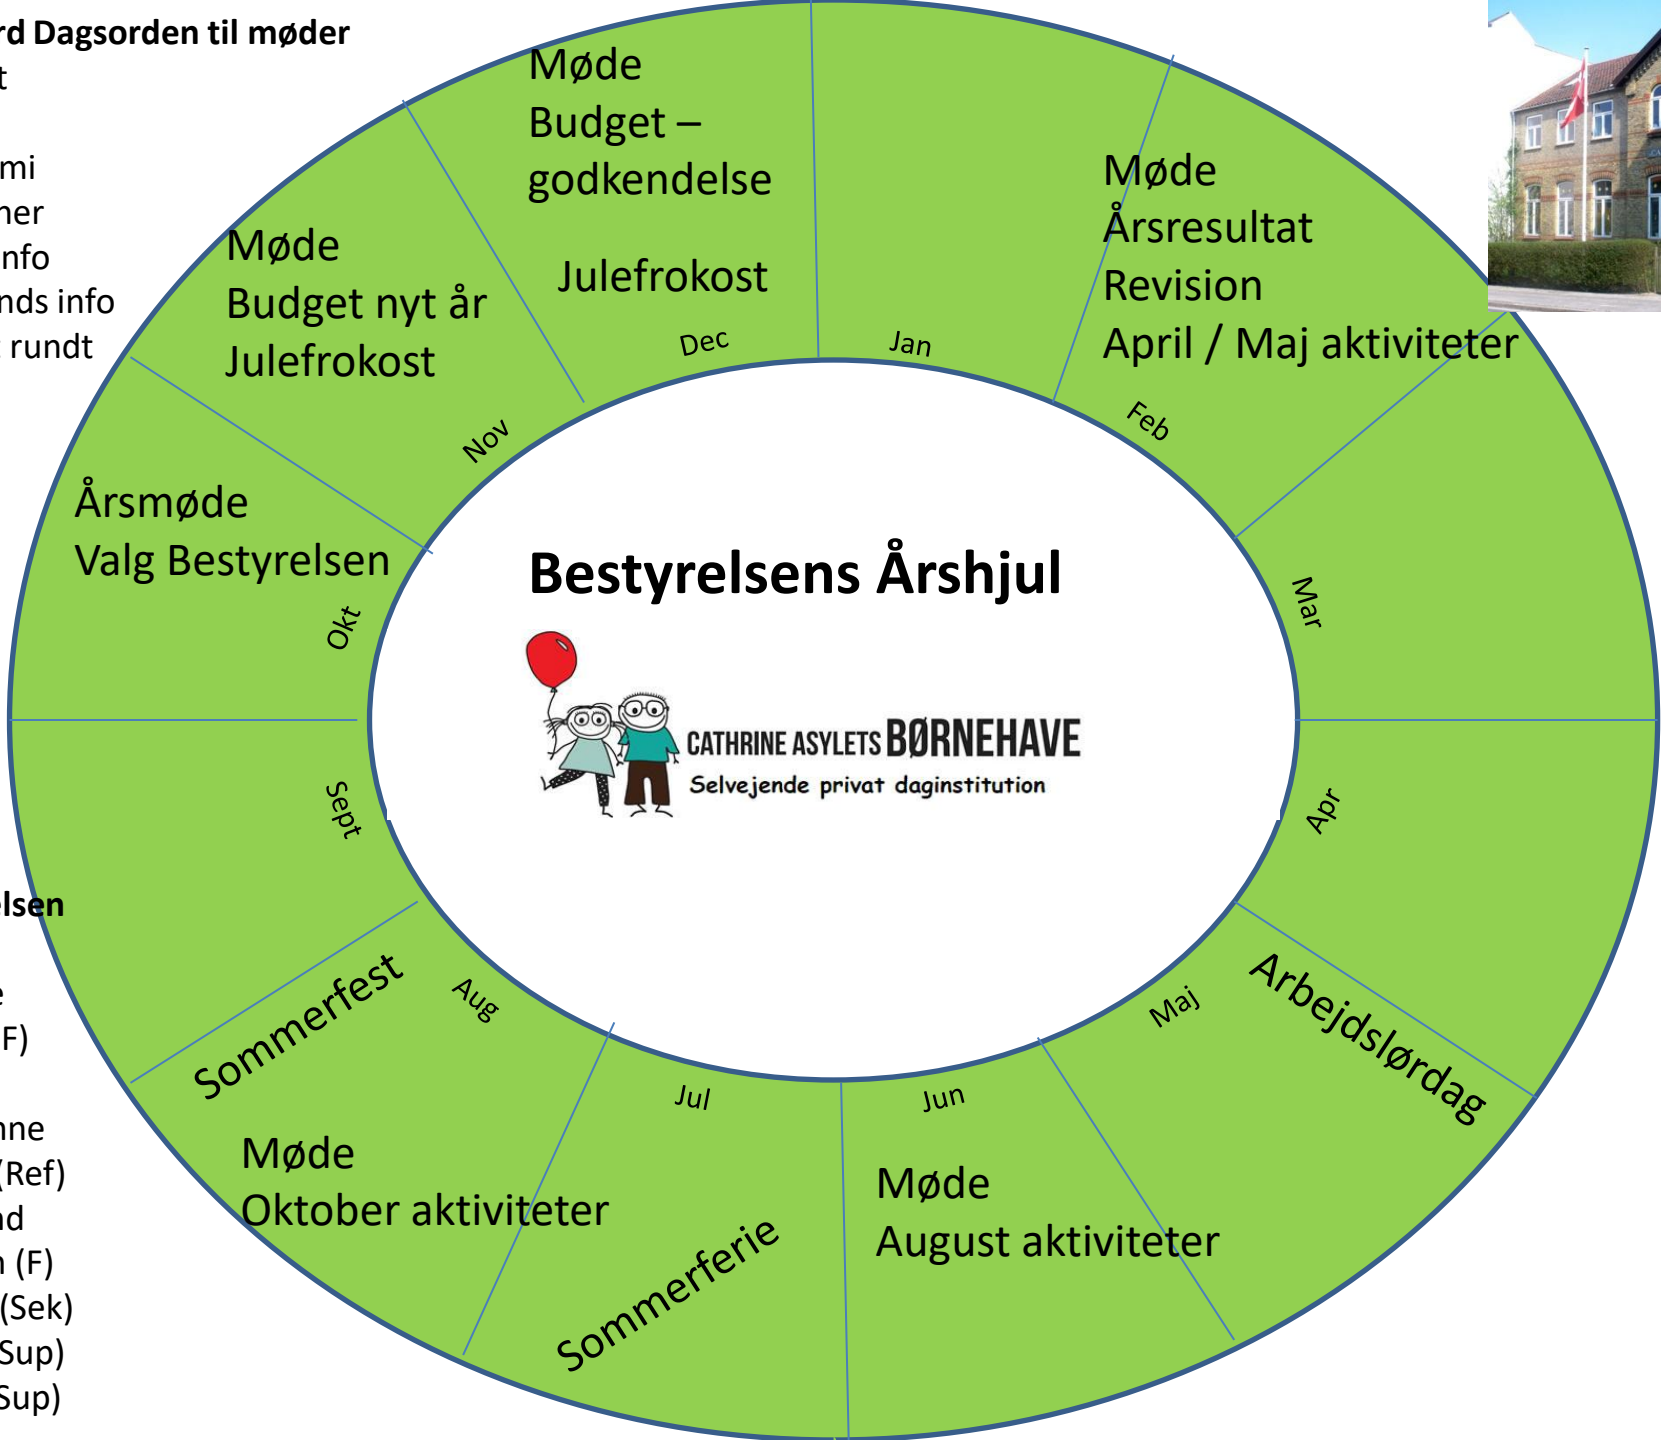 rd Dagsorden til møder
t
mi
ner
nfo
nds info
t rundt
Møde
Budget –
godkendelse
Julefrokost
Dec
Jan
Møde
Årsresultat
Revision
April / Maj aktiviteter
Feb
Møde
Budget nyt år
Julefrokost
Nov
Årsmøde
Valg Bestyrelsen
Okt
Bestyrelsens Årshjul
CATHRINE ASYLETS BØRNEHAVE
Selvejende privat daginstitution
Mar
Apr
Sept
elsen
e
F)
nne
(Ref)
nd
n (F)
(Sek)
Sup)
Sup)
Sommerfest
Aug
Møde
Oktober aktiviteter
Jul
Sommerferie
Jun
Møde
August aktiviteter
Maj
Arbejdslørdag